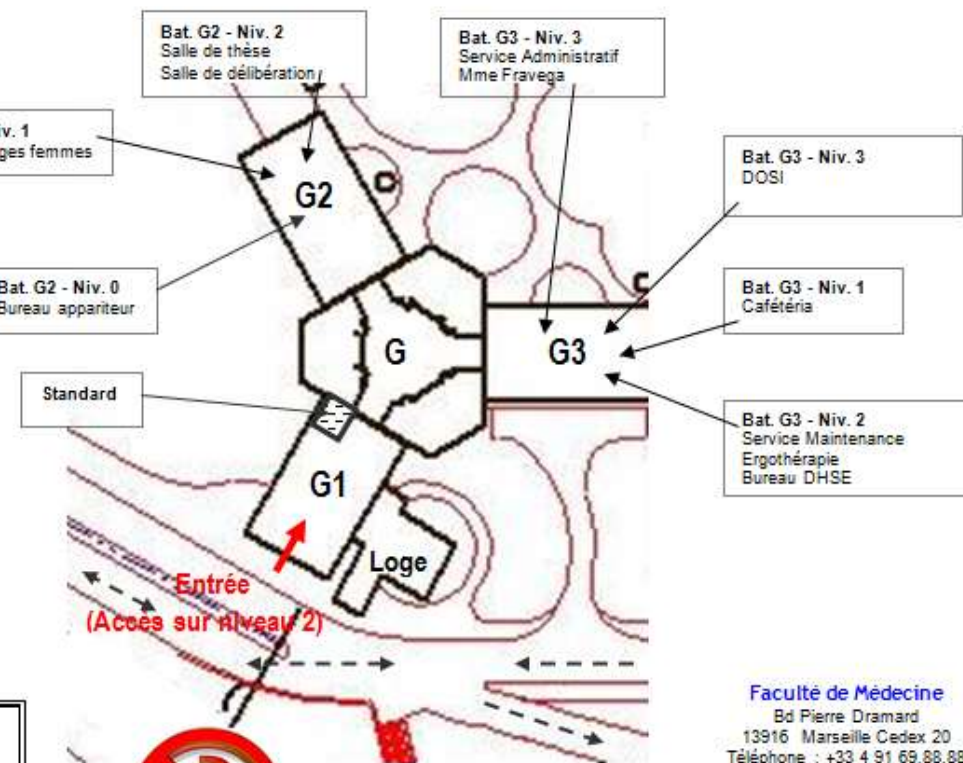 Bat. G2 - Niv. 2
Salle de thèse
Salle de délibération
Bat. G3 - Niv. 3
Service Administratif
Mme Fravega
iv. 1
ges femmes
Bat. G3 - Niv. 3
DOSI
G2
Bat. G2 - Niv. 0
Bureau appariteur
Bat. G3 - Niv. 1
Cafétéria
G
G3
Standard
Bat. G3 - Niv. 2
Service Maintenance
Ergothérapie
Bureau DHSE
G1
Loge
Entrée
(Accès sur niveau 2)
Faculté de Médecine
Bd Pierre Dramard
13916 Marseille Cedex 20
Téléphone : +33 4 91 69.88.88